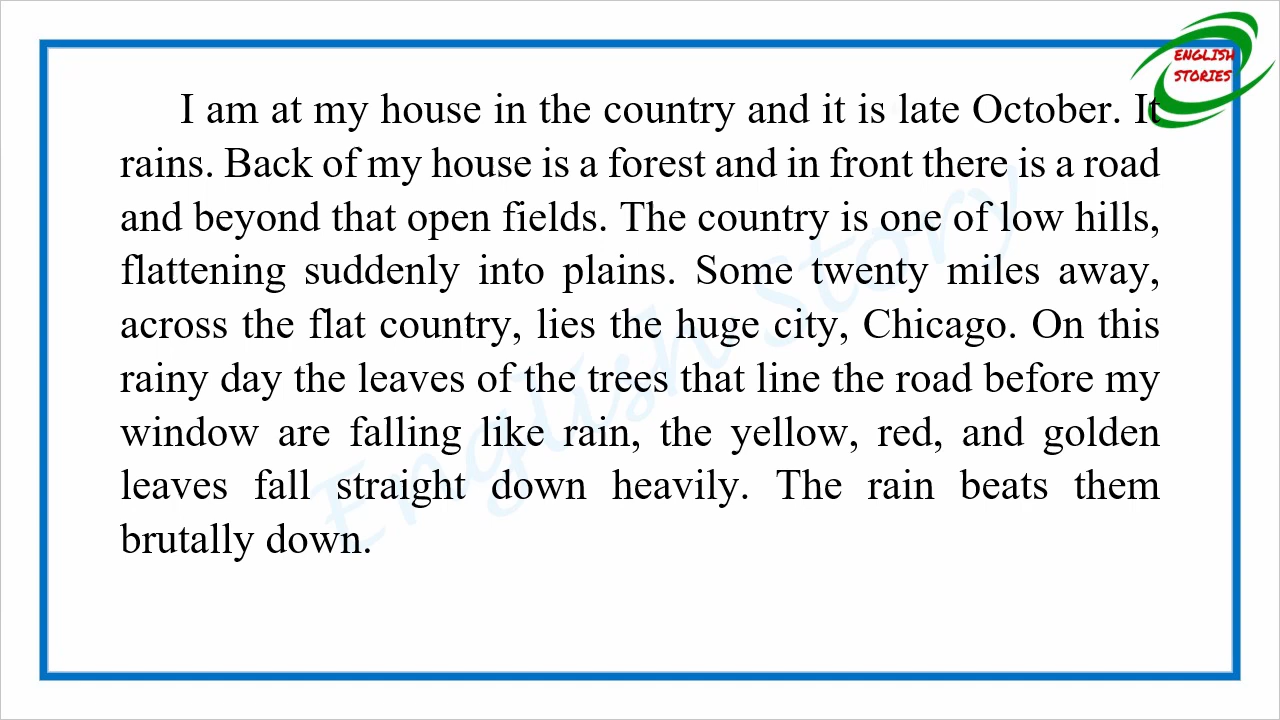 ENGLISH
STORIES
I am at my house in the country and it is late October. It
rains. Back of my house is a forest and in front there is a road
and beyond that open fields. The country is one of low hills,
flattening suddenly into plains. Some twenty miles away,
across the flat country, lies the huge city, Chicago. On this
rainy day the leaves of the trees that line the road before my
window are falling like rain, the yellow, red, and golden
leaves fall straight down heavily. The rain beats them
brutally down.
English Story